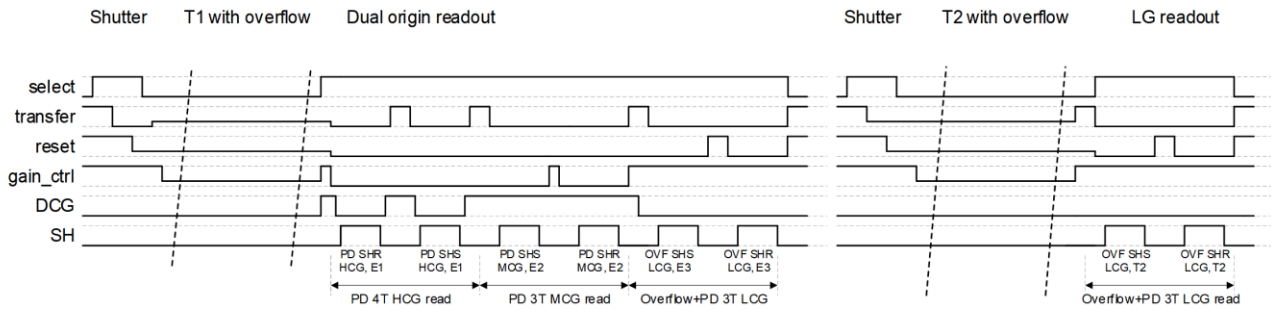 Shutter T1 with overflow Dual origin readout Shutter T2 with overflow LG readout
select
transfer
reset
gain_ctrl
DCG
SH
PD SHR PD SHS PD SHS PD SHR OVF SHS OVF SHR OVF SHS OVF SHR
HCG, E1 HCG, E1 MCG, E2 MCG, E2 LCG, E3 LCG, E3 LCG, T2 LCG, T2
PD 4T HCG read PD 3T MCG read Overflow+PD 3T LCG Overflow+PD 3T LCG read